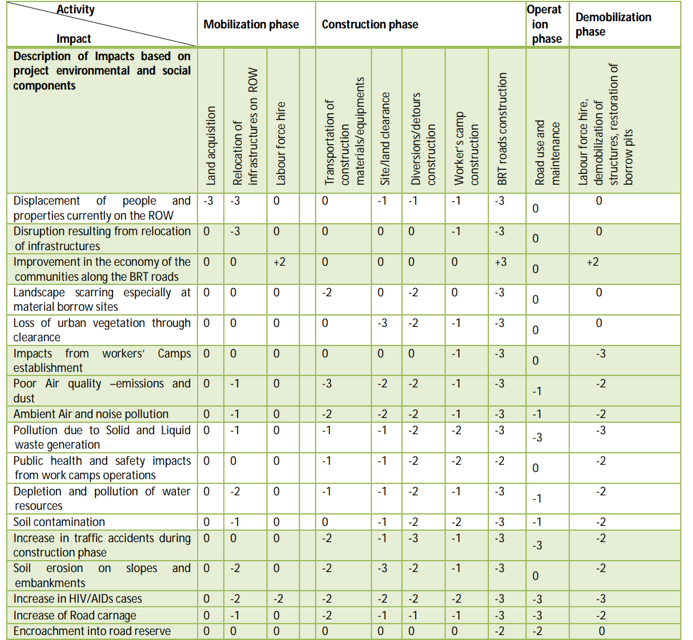 Activity
Impact
Mobilization phase
Construction phase
Operat
ion
phase
Demobilization
phase
Description of Impacts based on
project environmental and social
components
Land acquisition
Relocation of
infrastructures on ROW
Labour force hire
Transportation of
construction
materials/equipments
Site/land clearance
Diversions/detours
construction
Worker's camp
construction
BRT roads construction
Road use and
maintenance
Labour force hire,
demobilization of
structures, restoration of
borrow pits
Displacement of people and
properties currently on the ROW
-3 -3 0 0 -1 -1 -1 -3 0 0
Disruption resulting from relocation
of infrastructures
0 -3 0 0 0 0 -1 -3 0 0
Improvement in the economy of the
communities along the BRT roads
0 0 +2 0 0 0 0 +3 0 +2
Landscape scarring especially at
material borrow sites
0 0 0 -2 0 -2 0 -3 0 0
Loss of urban vegetation through
clearance
0 0 0 0 -3 -2 -1 -3 0 0
Impacts from workers' Camps
establishment
0 0 0 0 0 0 -1 -3 0 -3
Poor Air quality –emissions and
dust
0 -1 0 -3 -2 -2 -1 -3 -1 -2
Ambient Air and noise pollution 0 -1 0 -2 -2 -2 -1 -3 -1 -2
Pollution due to Solid and Liquid
waste generation
0 -1 0 -1 -1 -2 -2 -3 -3 -3
Public health and safety impacts
from work camps operations
0 0 0 -1 -1 -2 -2 -2 0 -2
Depletion and pollution of water
resources
0 -2 0 -1 -1 -2 -1 -3 -1 -2
Soil contamination 0 -1 0 0 -1 -2 -2 -3 -1 -2
Increase in traffic accidents during
construction phase
0 0 0 -2 -1 -3 -1 -3 -3 -2
Soil erosion on slopes and
embankments
0 -2 0 -2 -3 -2 -1 -3 0 -2
Increase in HIV/AIDs cases 0 -2 -2 -2 -2 -2 -2 -3 -3 -3
Increase of Road carnage 0 -1 0 -2 -1 -1 -1 -3 -3 -2
Encroachment into road reserve 0 0 0 0 0 0 0 -2 -2 0